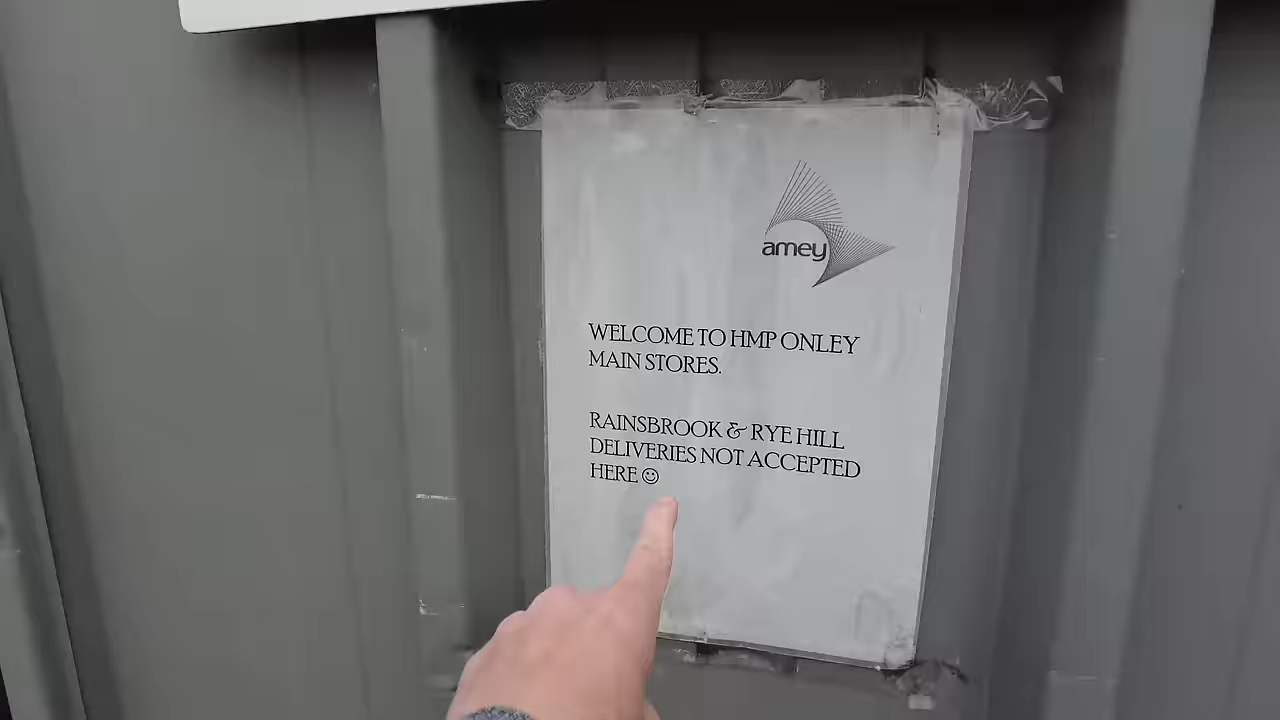 amey
WELCOME TO HMP ONLEY
MAIN STORES.
RAINSBROOK & RYE HILL
DELIVERIES NOT ACCEPTED
HERE ☺